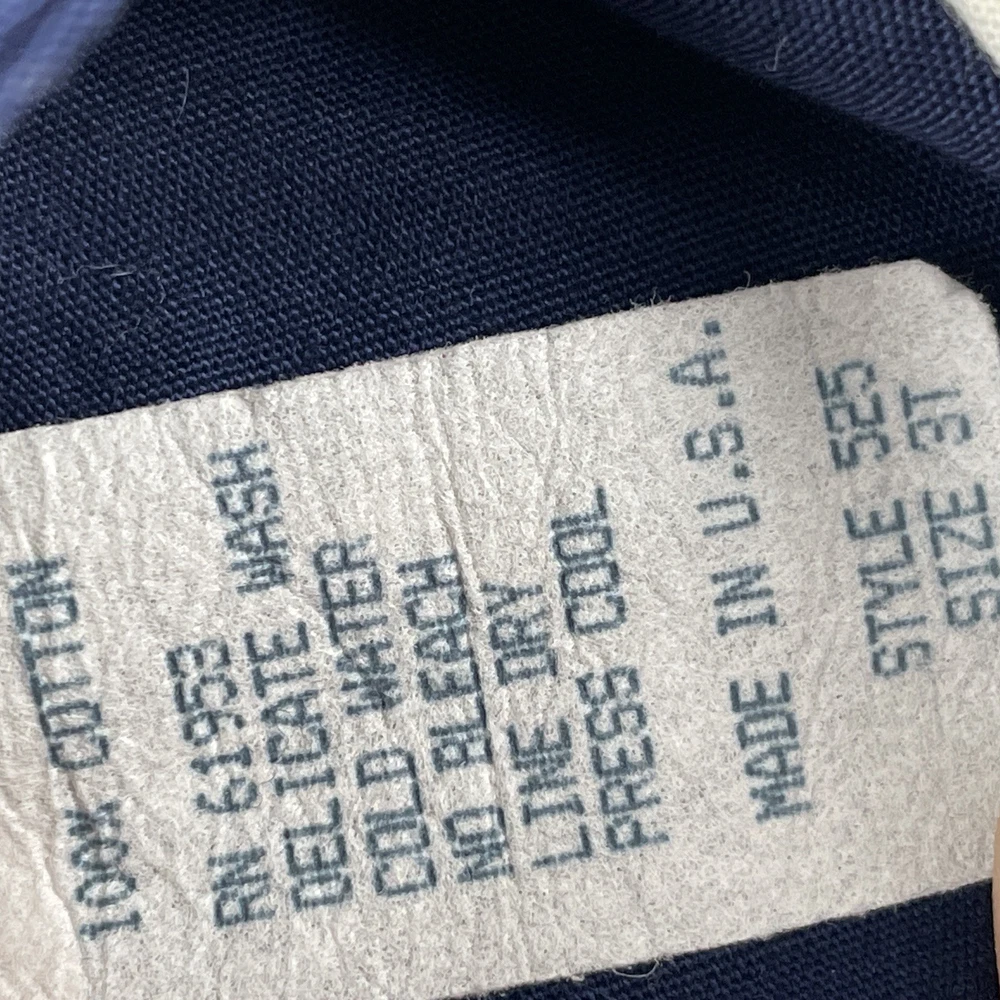 100% COTTON
RN 61953
DELICATE WASH
COLD WATER
NO BLEACH
LINE DRY
PRESS COOL
MADE IN U.S.A.
STYLE 525
SIZE 3T